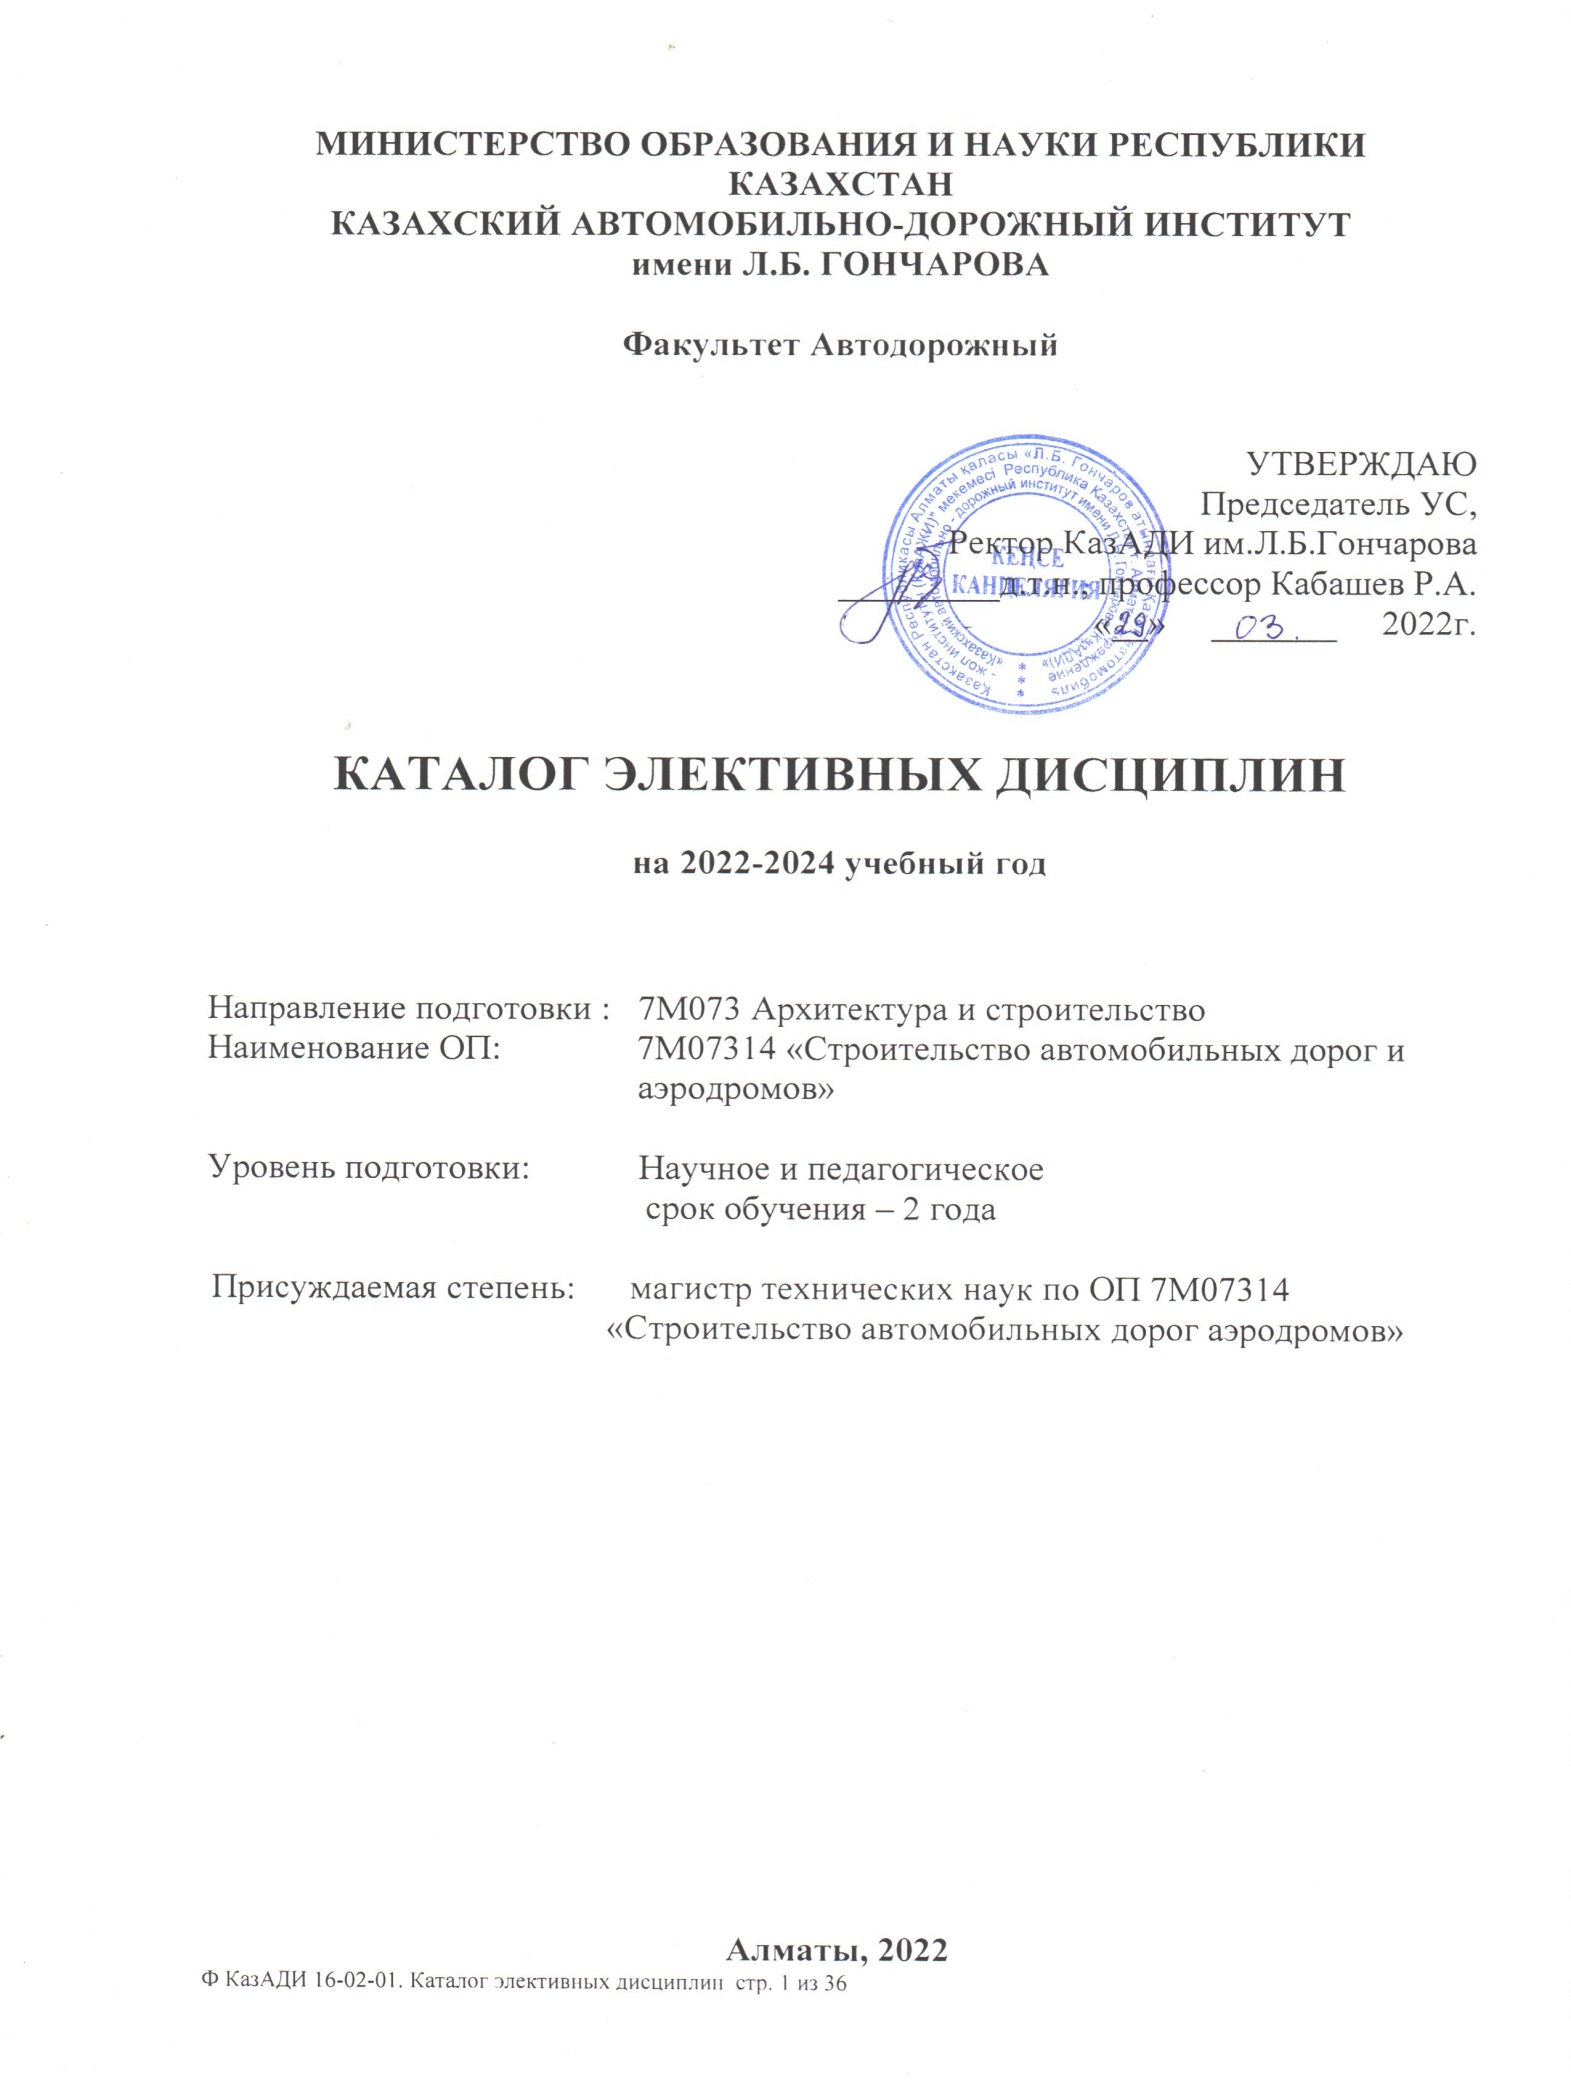 МИНИСТЕРСТВО ОБРАЗОВАНИЯ И НАУКИ РЕСПУБЛИКИ
КАЗАХСТАН
КАЗАХСКИЙ АВТОМОБИЛЬНО-ДОРОЖНЫЙ ИНСТИТУТ
имени Л.Б. ГОНЧАРОВА
Факультет Автодорожный
УТВЕРЖДАЮ
Председатель УС,
Ректор КазАДИ им.Л.Б.Гончарова
д.т.н., профессор Кабашев Р.А.
«29» 03. 2022г.
КЕҢСЕ
КАНЦЕЛЯРИЯ
КАТАЛОГ ЭЛЕКТИВНЫХ ДИСЦИПЛИН
на 2022-2024 учебный год
Направление подготовки : 7М073 Архитектура и строительство
Наименование ОП: 7М07314 «Строительство автомобильных дорог и
аэродромов»
Уровень подготовки: Научное и педагогическое
срок обучения – 2 года
Присуждаемая степень: магистр технических наук по ОП 7М07314
«Строительство автомобильных дорог аэродромов»
Алматы, 2022
Ф КазАДИ 16-02-01. Каталог элективных дисциплин стр. 1 из 36